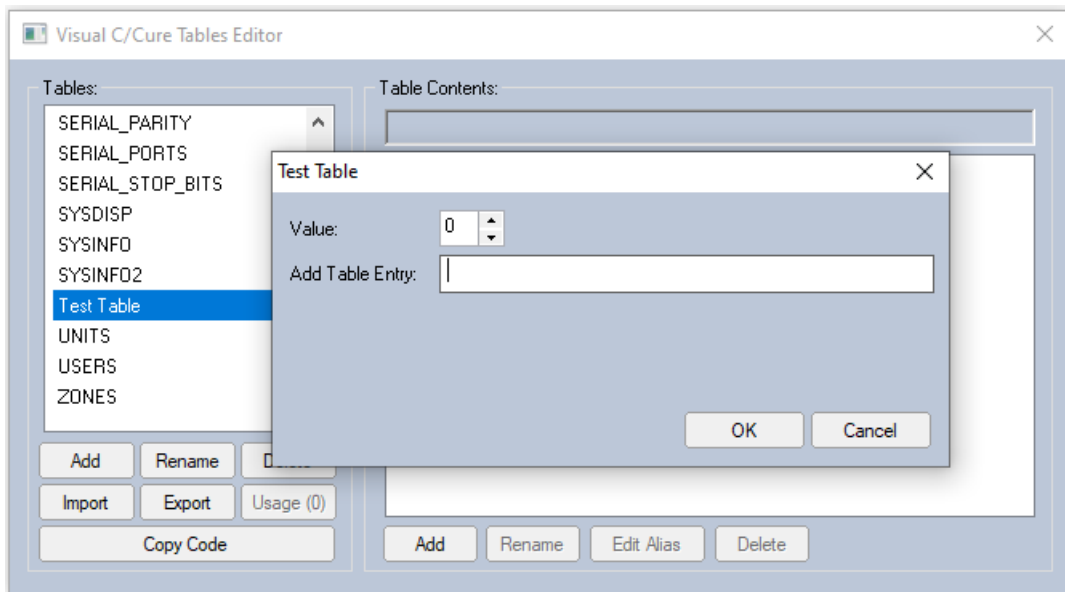 Visual C/Cure Tables Editor
Tables:
SERIAL_PARITY
SERIAL_PORTS
SERIAL_STOP_BITS
SYSDISP
SYSINFO
SYSINFO2
Test Table
UNITS
USERS
ZONES
Add Rename
Import Export Usage (0)
Copy Code
Table Contents:
Test Table
Value: 0
Add Table Entry:
OK Cancel
Add Rename Edit Alias Delete